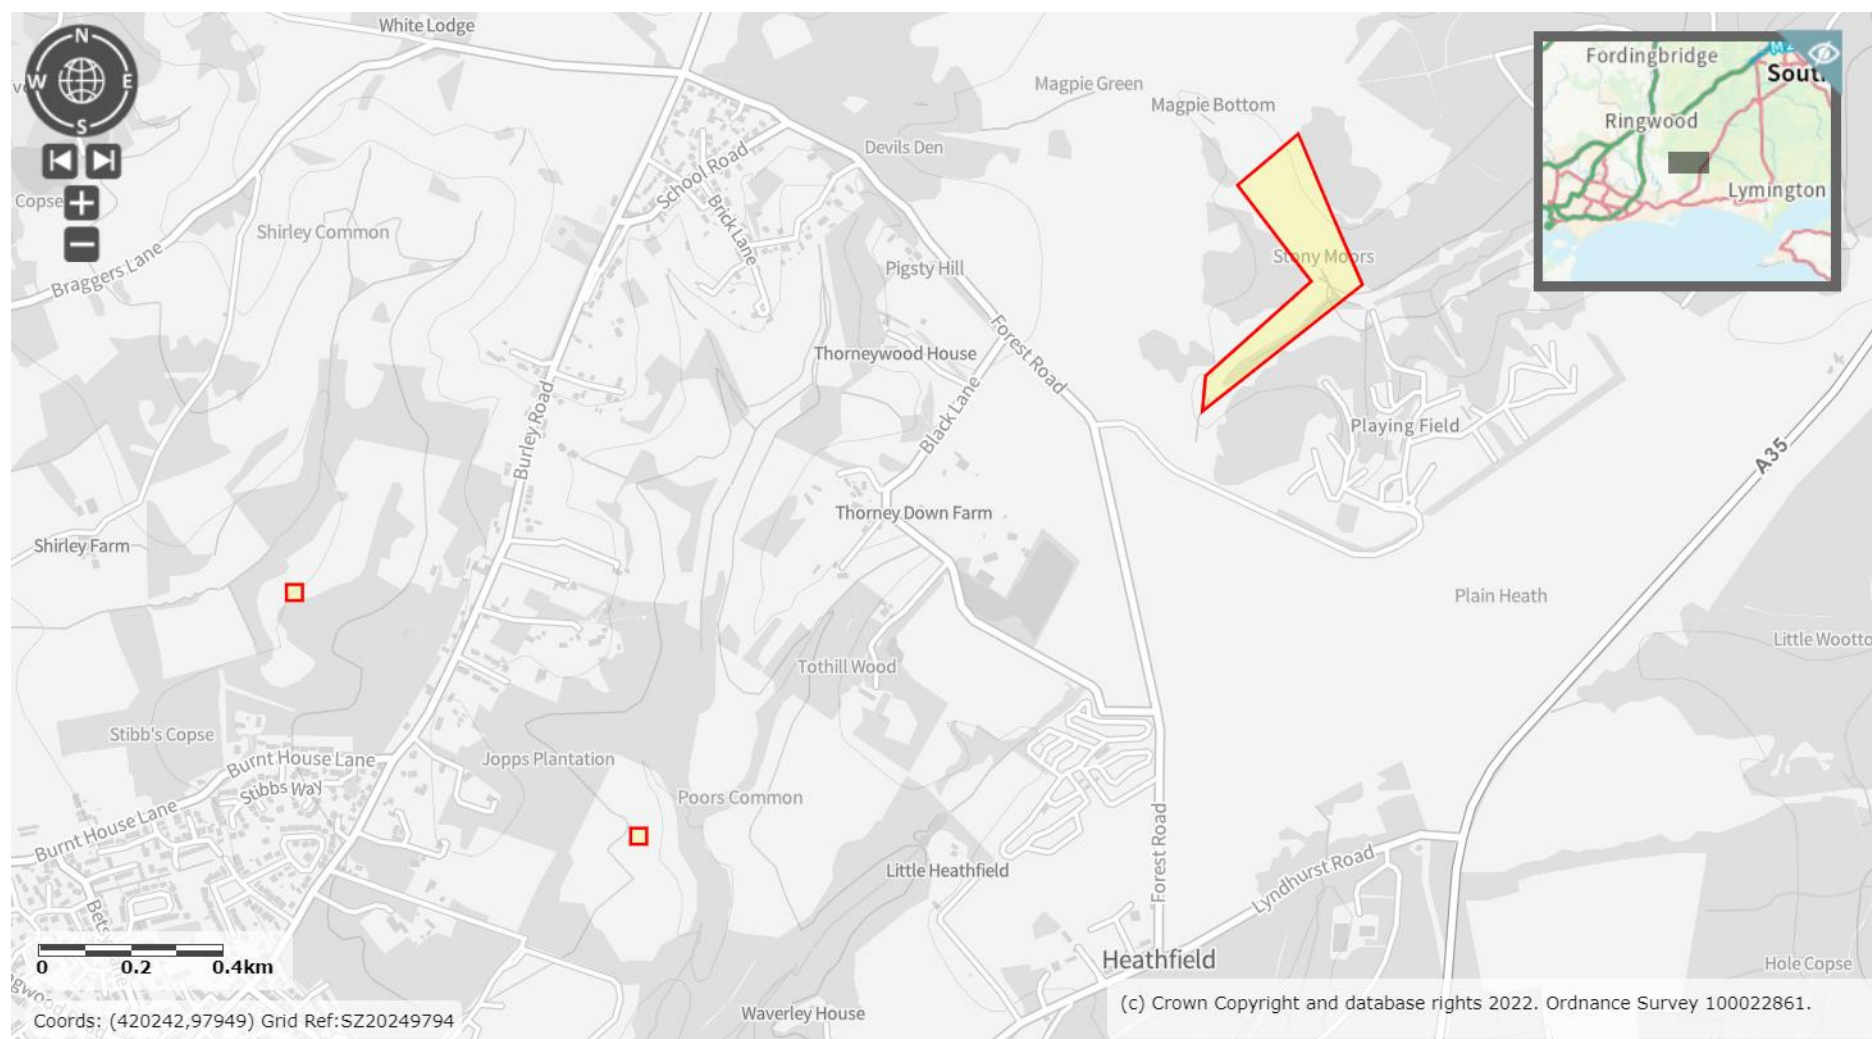 White Lodge
N
W
E
S
Magpie Green
Magpie Bottom
Devils Den
School Road
Brick Lane
Copse
Shirley Common
Braggers Lane
Pigsty Hill
Stony Moors
Fordingbridge
Ringwood
Lymington
Forest Road
Thorneywood House
Black Lane
Burley Road
Playing Field
A35
Thorney Down Farm
Shirley Farm
Plain Heath
Tothill Wood
Stibb's Copse
Burnt House Lane
Jopps Plantation
Stibbs Way
Poors Common
Burnt House Lane
Little Heathfield
Forest Road
Lyndhurst Road
Heathfield
Hole Copse
0 0.2 0.4km
Waverley House
(c) Crown Copyright and database rights 2022. Ordnance Survey 100022861.
Coords: (420242,97949) Grid Ref:SZ20249794